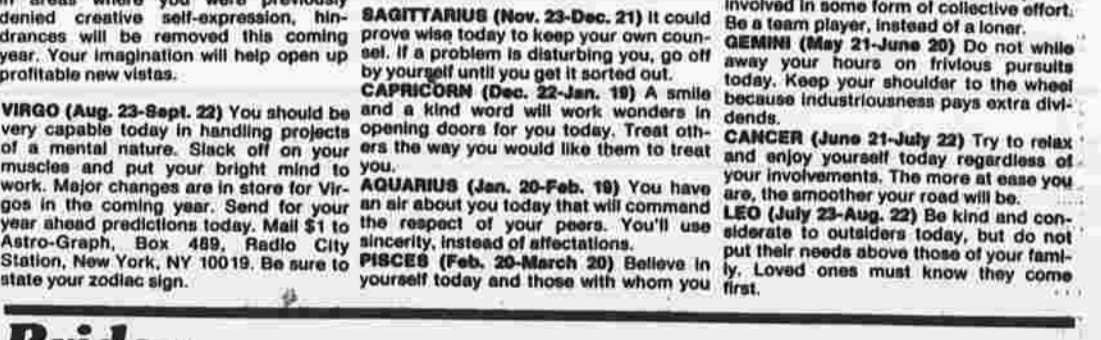 denied creative self-expression, hin-
drances will be removed this coming
year. Your imagination will help open up
profitable new vistas.
VIRGO (Aug. 23-Sept. 22) You should be
very capable today in handling projects
of a mental nature. Slack off on your
muscles and put your bright mind to
work. Major changes are in store for Vir-
gos in the coming year. Send for your
year ahead predictions today. Mail $1 to
Astro-Graph, Box 489, Radio City
Station, New York, NY 10019. Be sure to
state your zodiac sign.
SAGITTARIUS (Nov. 23-Dec. 21) It could
prove wise today to keep your own coun-
sel. If a problem is disturbing you, go off
by yourself until you get it sorted out.
CAPRICORN (Dec. 22-Jan. 19) A smile
and a kind word will work wonders in
opening doors for you today. Treat oth-
ers the way you would like them to treat
you.
AQUARIUS (Jan. 20-Feb. 19) You have
an air about you today that will command
the respect of your peers. You'll use
sincerity, instead of affectations.
PISCES (Feb. 20-March 20) Believe in
yourself today and those with whom you
involved in some form of collective effort.
Be a team player, instead of a loner.
GEMINI (May 21-June 20) Do not while
away your hours on frivlous pursuits
today. Keep your shoulder to the wheel
because industriousness pays extra divi-
dends.
CANCER (June 21-July 22) Try to relax
and enjoy yourself today regardless of
your involvements. The more at ease you
are, the smoother your road will be.
LEO (July 23-Aug. 22) Be kind and con-
siderate to outsiders today, but do not
put their needs above those of your fami-
ly. Loved ones must know they come
first.